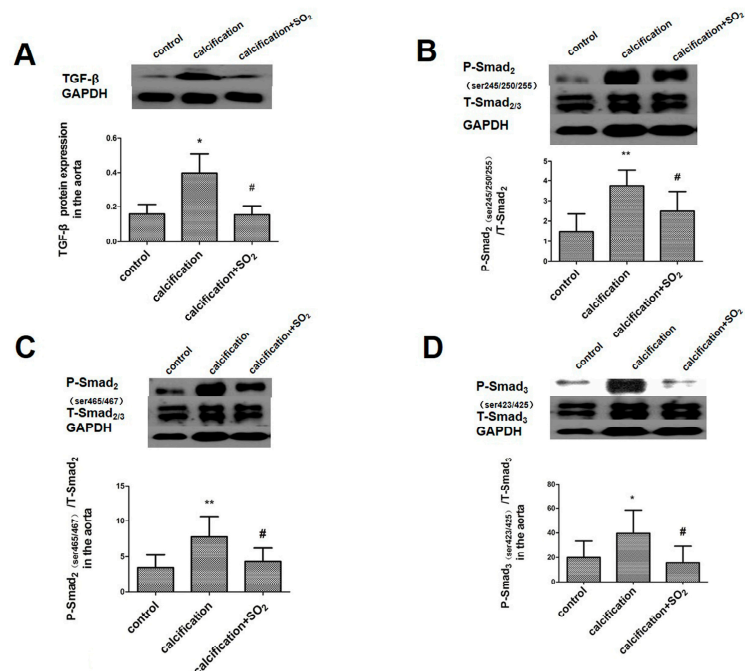 A
control
calcification
calcification+SO₂
TGF-β
GAPDH
TGF-β protein expression
in the aorta
0.6
0.4
0.2
0.0
*
#
control
calcification
calcification+SO₂
B
control
calcification
calcification+SO₂
P-Smad₂
(ser245/250/255)
T-Smad₂/₃
GAPDH
P-Smad₂ (ser245/250/255)
/T-Smad₂
5
4
3
2
1
0
**
#
control
calcification
calcification+SO₂
C
control
calcification
calcification+SO₂
P-Smad₂
(ser465/467)
T-Smad₂/₃
GAPDH
P-Smad₂ (ser465/467) /T-Smad₂
in the aorta
15
10
5
0
**
#
control
calcification
calcification+SO₂
D
control
calcification
calcification+SO₂
P-Smad₃
(ser423/425)
T-Smad₃
GAPDH
P-Smad₃ (ser423/425) /T-Smad₃
in the aorta
80
60
40
20
0
*
#
control
calcification
calcification+SO₂